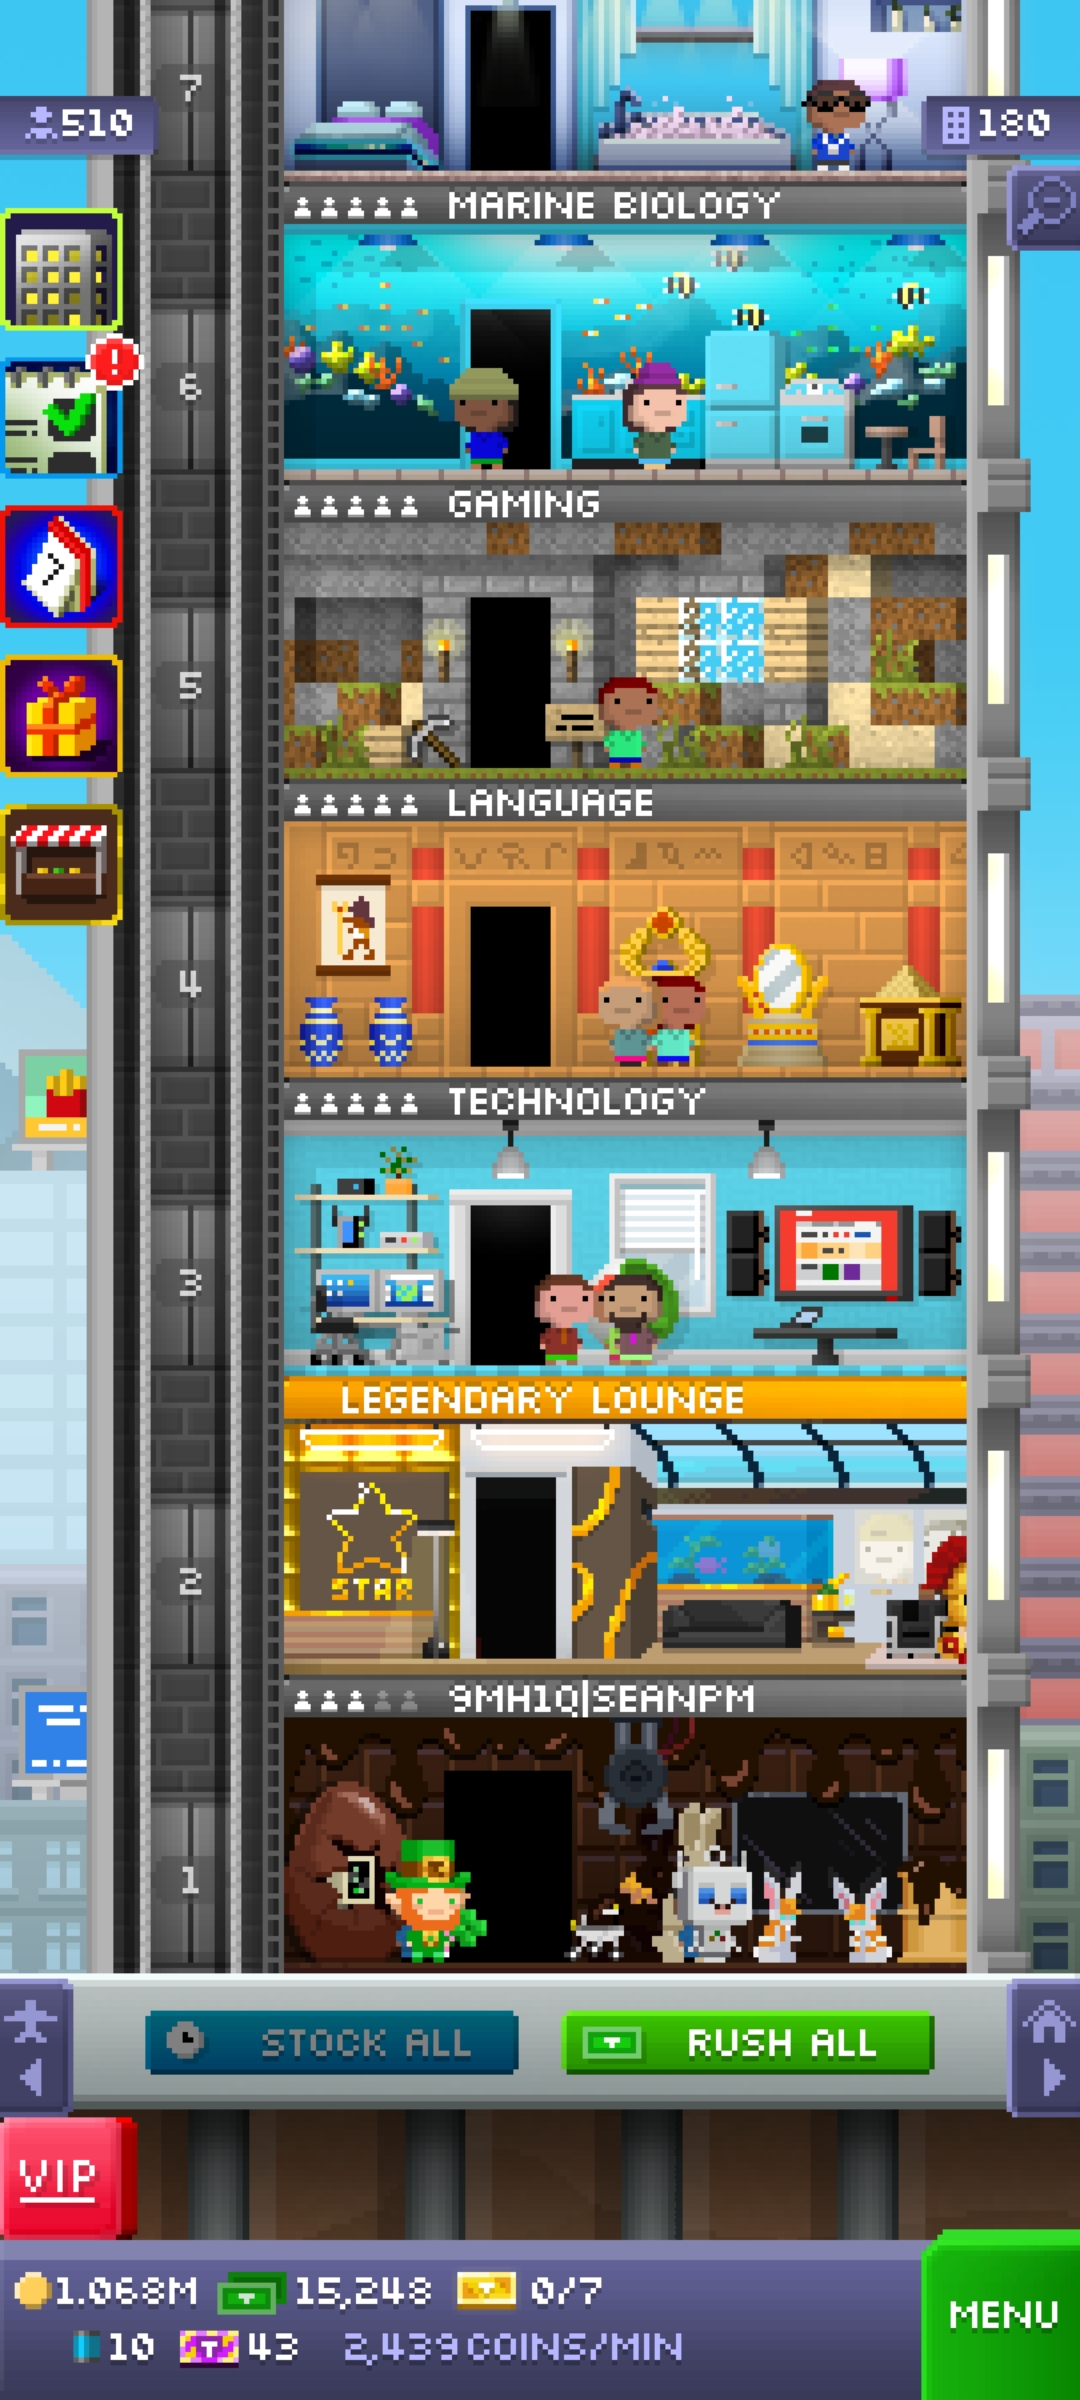 7
510
180
MARINE BIOLOGY
6
GAMING
5
LANGUAGE
4
TECHNOLOGY
3
LEGENDARY LOUNGE
STAR
2
9MH1Q|SEANPM
1
STOCK ALL
RUSH ALL
VIP
1.068M 15,248 0/7
10 43 2,439 COINS/MIN
MENU